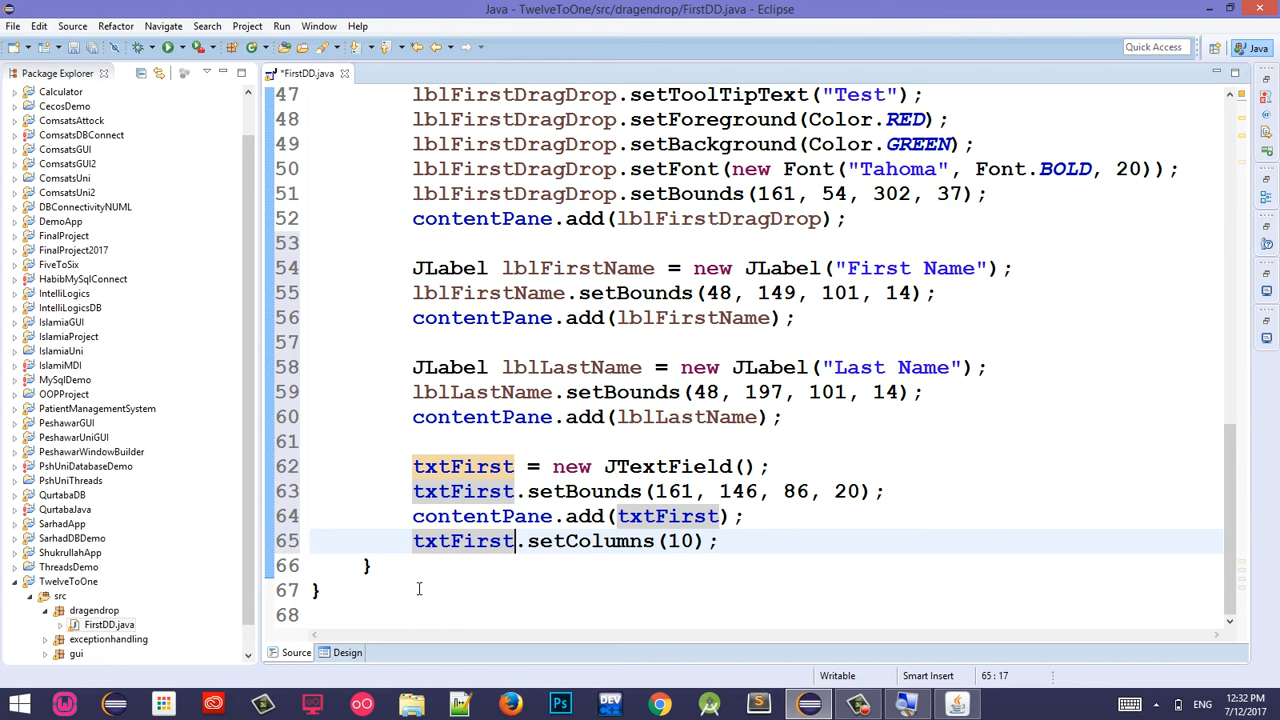 Java - TwelveToOne/src/dragendrop/FirstDD.java - Eclipse
File Edit Source Refactor Navigate Search Project Run Window Help
Quick Access
Java
Package Explorer
*FirstDD.java
Calculator
CecosDemo
ComsatsAttock
ComsatsDBConnect
ComsatsGUI
ComsatsGUI2
ComsatsUni
ComsatsUni2
DBConnectivityNUML
DemoApp
FinalProject
FinalProject2017
FiveToSix
HabibMySqlConnect
IntelliLogics
IntelliLogicsDB
IslamiaGUI
IslamiaProject
IslamiaUni
IslamiMDI
MySqlDemo
OOPProject
PatientManagementSystem
PeshawarGUI
PeshawarUniGUI
PeshawarWindowBuilder
PshUniDatabaseDemo
PshUniThreads
QurtabaDB
QurtabaJava
SarhadApp
SarhadDBDemo
ShukrullahApp
ThreadsDemo
TwelveToOne
src
dragendrop
FirstDD.java
exceptionhandling
gui
47 lblFirstDragDrop.setToolTipText("Test");
48 lblFirstDragDrop.setForeground(Color.RED);
49 lblFirstDragDrop.setBackground(Color.GREEN);
50 lblFirstDragDrop.setFont(new Font("Tahoma", Font.BOLD, 20));
51 lblFirstDragDrop.setBounds(161, 54, 302, 37);
52 contentPane.add(lblFirstDragDrop);
53
54 JLabel lblFirstName = new JLabel("First Name");
55 lblFirstName.setBounds(48, 149, 101, 14);
56 contentPane.add(lblFirstName);
57
58 JLabel lblLastName = new JLabel("Last Name");
59 lblLastName.setBounds(48, 197, 101, 14);
60 contentPane.add(lblLastName);
61
62 txtFirst = new JTextField();
63 txtFirst.setBounds(161, 146, 86, 20);
64 contentPane.add(txtFirst);
65 txtFirst.setColumns(10);
66 }
67 }
68
Source Design
Writable Smart Insert 65 : 17
12:32 PM
7/12/2017